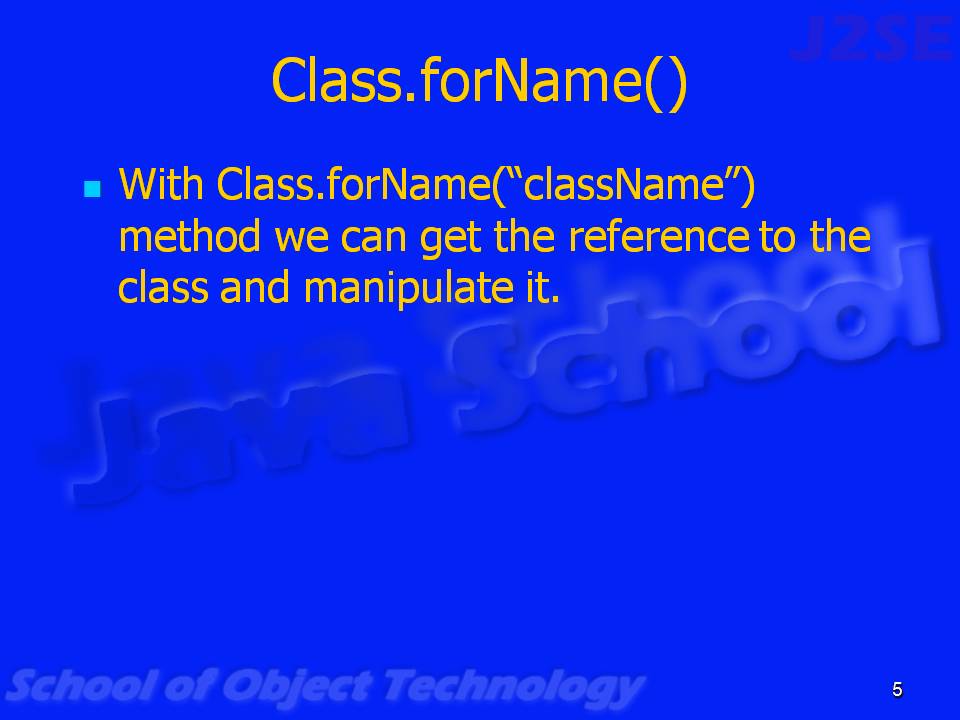 J2SE
Class.forName()
With Class.forName(“className”)
method we can get the reference to the
class and manipulate it.
Java School
School of Object Technology
5